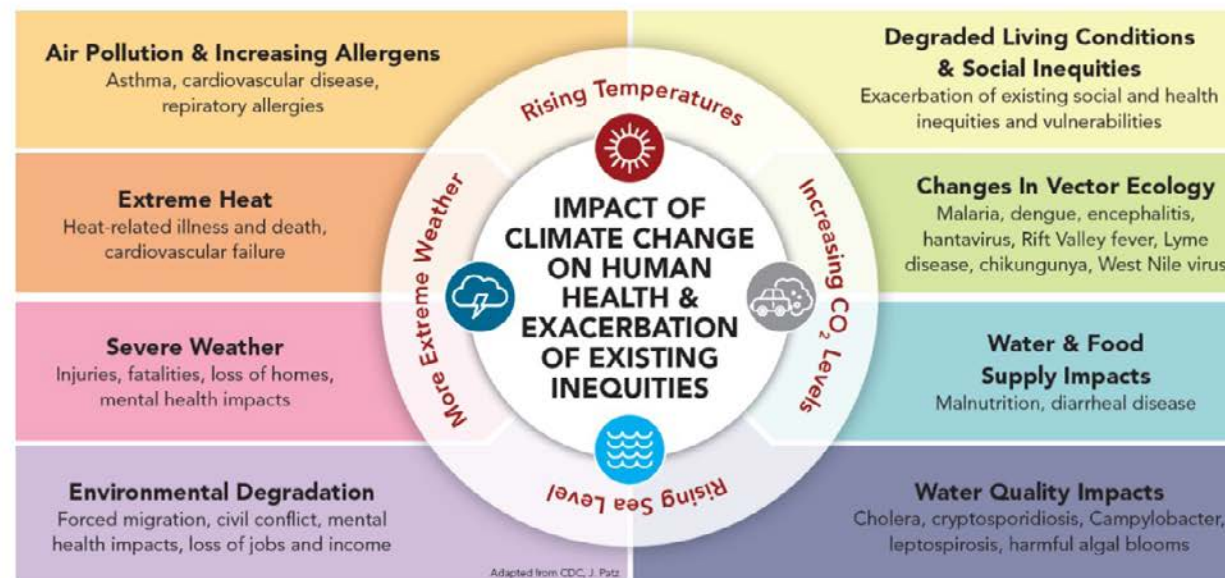 Air Pollution & Increasing Allergens
Asthma, cardiovascular disease,
repiratory allergies
Extreme Heat
Heat-related illness and death,
cardiovascular failure
Severe Weather
Injuries, fatalities, loss of homes,
mental health impacts
Environmental Degradation
Forced migration, civil conflict, mental
health impacts, loss of jobs and income
Adapted from CDC, J. Patz
Rising Temperatures
More Extreme Weather
Increasing CO₂ Levels
Rising Sea Level
IMPACT OF
CLIMATE CHANGE
ON HUMAN
HEALTH &
EXACERBATION
OF EXISTING
INEQUITIES
Degraded Living Conditions
& Social Inequities
Exacerbation of existing social and health
inequities and vulnerabilities
Changes In Vector Ecology
Malaria, dengue, encephalitis,
hantavirus, Rift Valley fever, Lyme
disease, chikungunya, West Nile virus
Water & Food
Supply Impacts
Malnutrition, diarrheal disease
Water Quality Impacts
Cholera, cryptosporidiosis, Campylobacter,
leptospirosis, harmful algal blooms